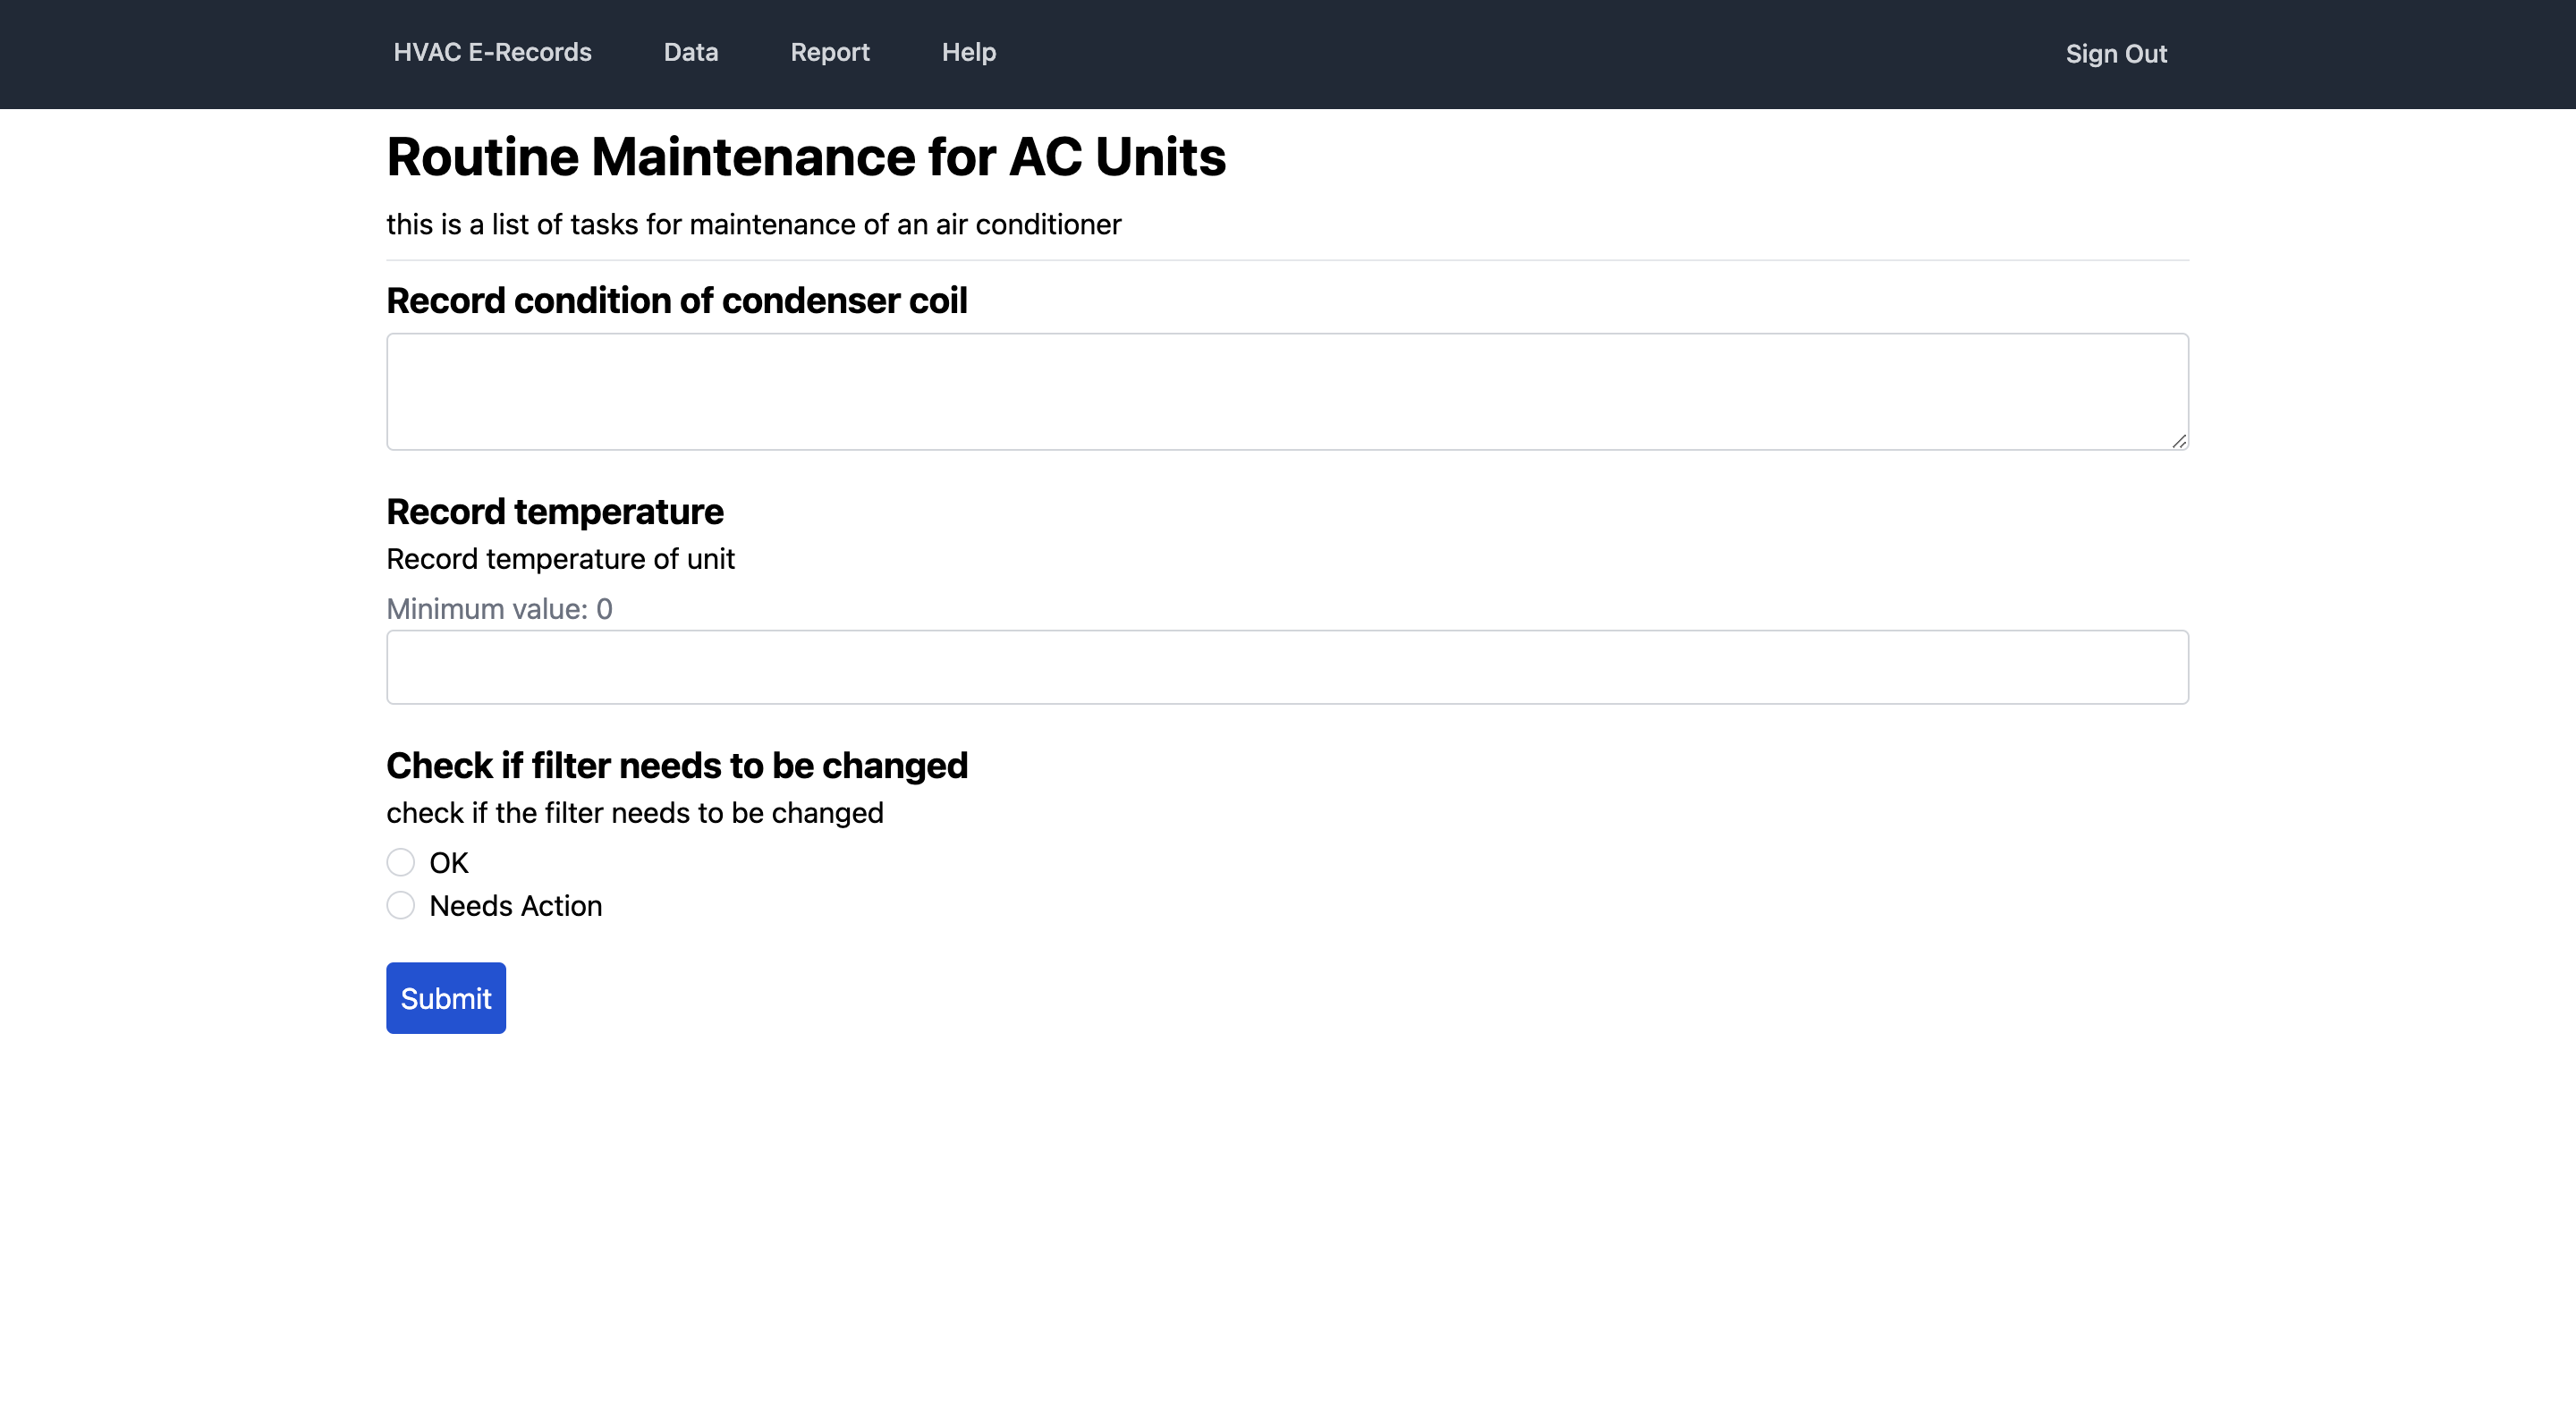 HVAC E-Records Data Report Help Sign Out
Routine Maintenance for AC Units
this is a list of tasks for maintenance of an air conditioner
Record condition of condenser coil
Record temperature
Record temperature of unit
Minimum value: 0
Check if filter needs to be changed
check if the filter needs to be changed
OK
Needs Action
Submit